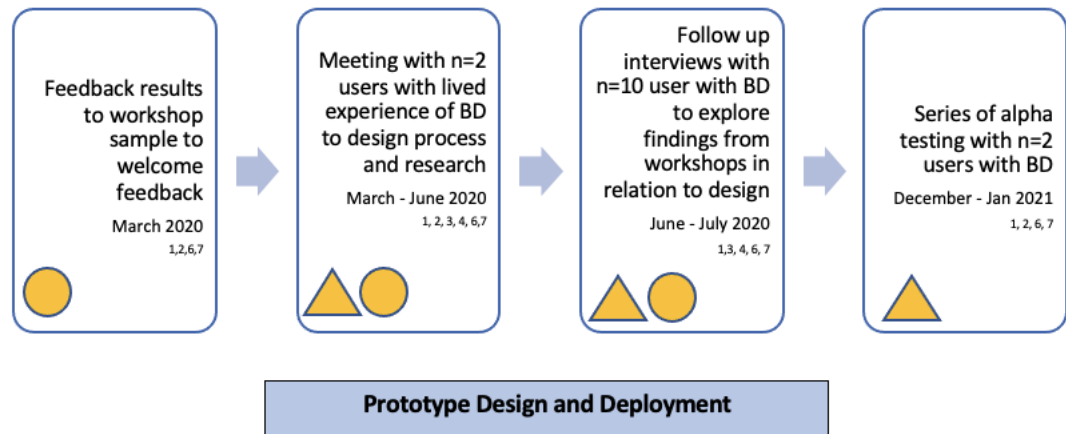 Feedback results
to workshop
sample to
welcome
feedback
March 2020
1,2,6,7
Meeting with n=2
users with lived
experience of BD
to design process
and research
March - June 2020
1, 2, 3, 4, 6,7
Follow up
interviews with
n=10 user with BD
to explore
findings from
workshops in
relation to design
June - July 2020
1,3, 4, 6, 7
Series of alpha
testing with n=2
users with BD
December - Jan 2021
1, 2, 6, 7
Prototype Design and Deployment